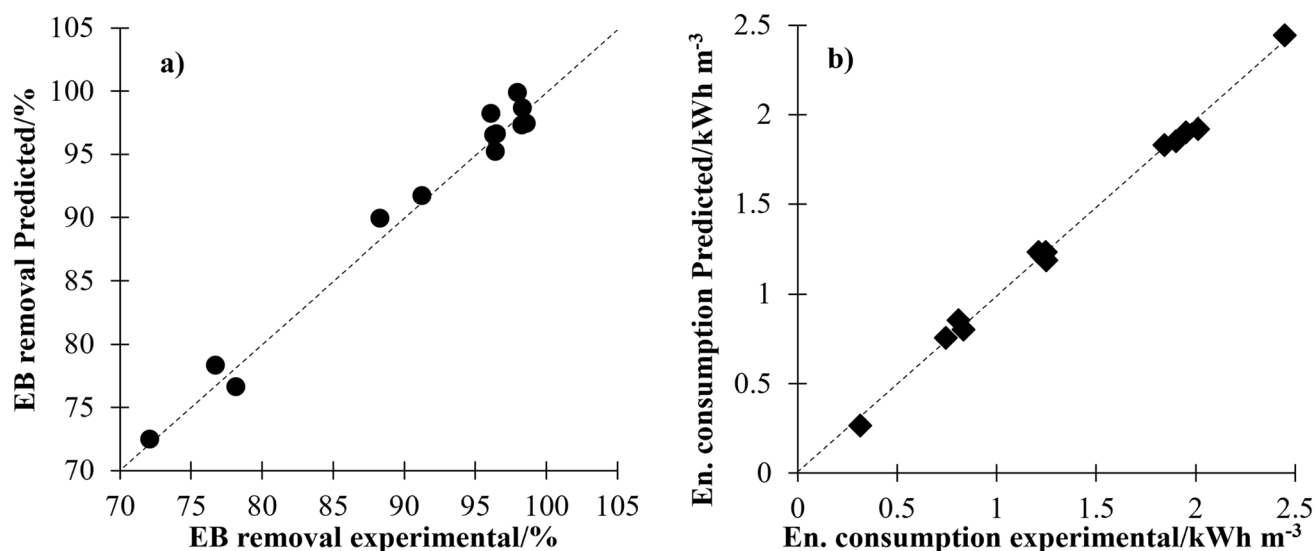 a)
EB removal Predicted/%
105
100
95
90
85
80
75
70
70 75 80 85 90 95 100 105
EB removal experimental/%
b)
En. consumption Predicted/kWh m⁻³
2.5
2
1.5
1
0.5
0
0 0.5 1 1.5 2 2.5
En. consumption experimental/kWh m⁻³